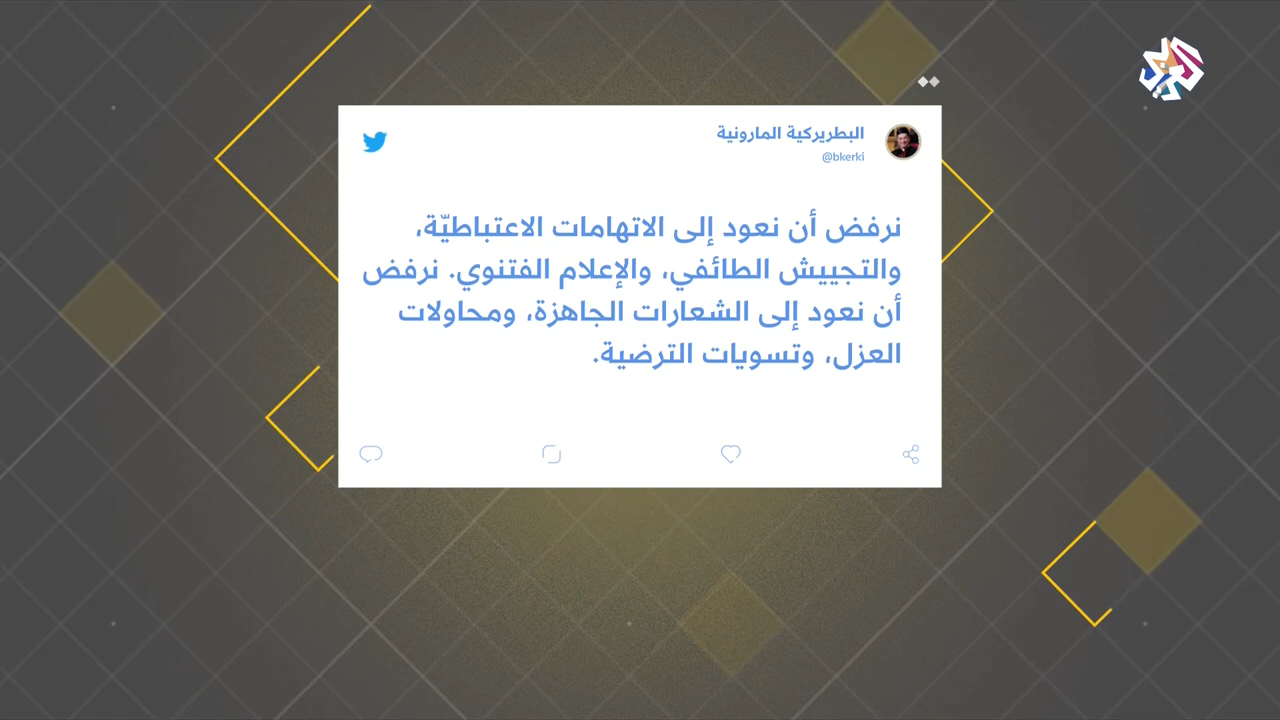 البطريركية المارونية
@bkerki
نرفض أن نعود إلى الاتهامات الاعتباطيّة،
والتجييش الطائفي، والإعلام الفتنوي. نرفض
أن نعود إلى الشعارات الجاهزة، ومحاولات
العزل، وتسويات الترضية.